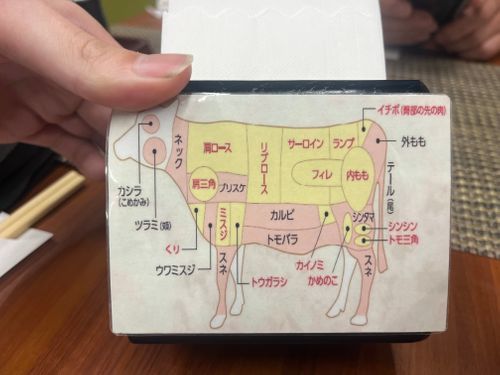 イチボ(臀部の先の肉)
カシラ
(こめかみ)
ツラミ(頬)
ネック
肩ロース
肩三角
ブリスケ
リブロース
サーロイン
ランプ
フィレ
内もも
外もも
テール(尾)
くり
ウワミスジ
ミスジ
スネ
トウガラシ
カルビ
トモバラ
カイノミ
かめのこ
シンタマ
シンシン
トモ三角
スネ